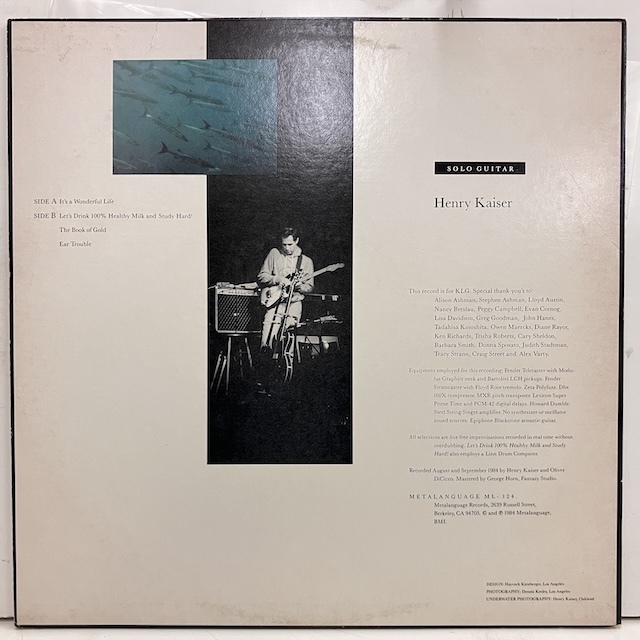 SIDE A It's a Wonderful Life
SIDE B Let's Drink 100% Healthy Milk and Study Hard!
The Book of Gold
Ear Trouble
SOLO GUITAR
Henry Kaiser
This record is for KLG. Special thank-you's to:
Alison Ashman, Stephen Ashman, Lloyd Austin,
Nancy Betslau, Peggy Campbell, Evan Cornog,
Lisa Davidson, Greg Goodman, John Hanes,
Tadahisa Kinoshita, Owen Maercks, Diane Rayor,
Ken Richards, Trisha Roberts, Cary Sheldon,
Barbara Smith, Donna Sposato, Judith Studtman,
Tracy Strann, Craig Street and Alex Varty.
Equipment employed for this recording: Fender Telecaster with Modu-
lus Graphite neck and Bartolini LCH pickups. Fender
Stratocaster with Floyd Rose tremolo. Zeta Polyfuzz. Dbx
160X compressor. MXR pitch transposer. Lexicon Super
Prime Time and PCM-42 digital delays. Howard Dumble
Steel String Singer amplifier. No synthesizer or oscillator
issued sources. Epiphone Blackstone acoustic guitar.
All selections are live free improvisations recorded in real time without
overdubbing. Let's Drink 100% Healthy Milk and Study
Hard! also employs a Linn Drum Computer.
Recorded August and September 1984 by Henry Kaiser and Oliver
DiCicco. Mastered by George Horn, Fantasy Studio.
METALANGUAGE ML-124
Metalanguage Records, 2639 Russell Street,
Berkeley, CA 94705. © and ℗ 1984 Metalanguage,
BMI.
DESIGN: Los Angeles
PHOTOGRAPHY: Dennis Keeley, Los Angeles
UNDERWATER PHOTOGRAPHY: Henry Kaiser, Oakland